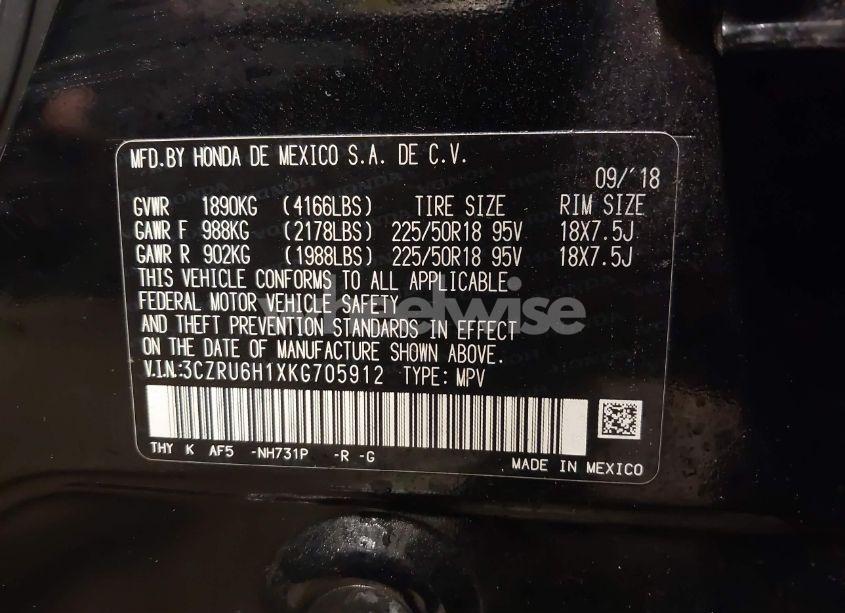 MFD.BY HONDA DE MEXICO S.A. DE C.V.
09/'18
GVWR 1890KG (4166LBS) TIRE SIZE RIM SIZE
GAWR F 988KG (2178LBS) 225/50R18 95V 18X7.5J
GAWR R 902KG (1988LBS) 225/50R18 95V 18X7.5J
THIS VEHICLE CONFORMS TO ALL APPLICABLE
FEDERAL MOTOR VEHICLE SAFETY
AND THEFT PREVENTION STANDARDS IN EFFECT
ON THE DATE OF MANUFACTURE SHOWN ABOVE.
V.I.N.:3CZRU6H1XKG705912 TYPE: MPV
THY K AF5 -NH731P -R -G
MADE IN MEXICO
wheelwise